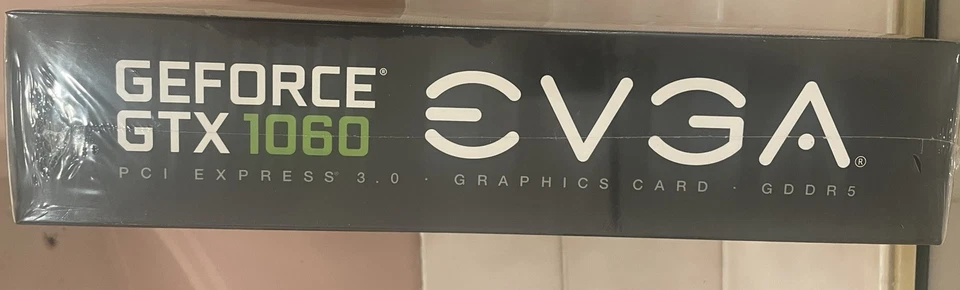 GEFORCE®
GTX 1060
EVGA®
PCI EXPRESS® 3.0 · GRAPHICS CARD · GDDR5